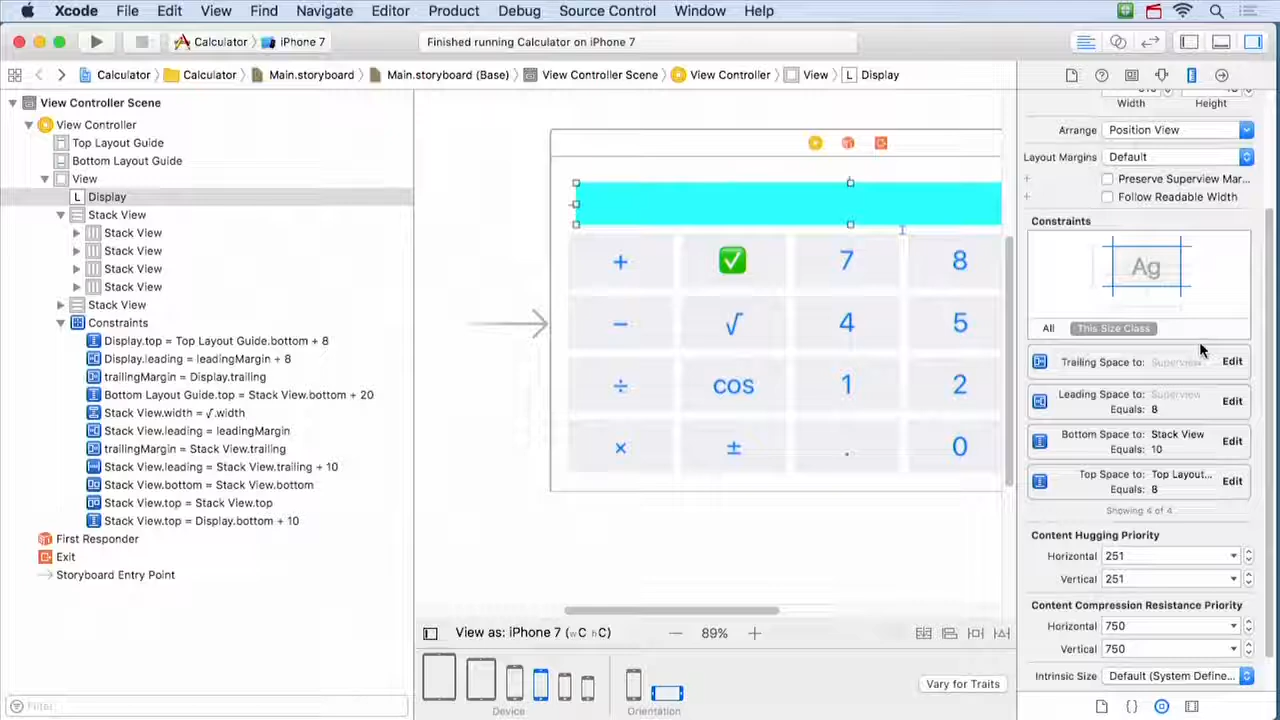 Xcode File Edit View Find Navigate Editor Product Debug Source Control Window Help
Calculator iPhone 7 Finished running Calculator on iPhone 7
Calculator Calculator Main.storyboard Main.storyboard (Base) View Controller Scene View Controller View L Display
View Controller Scene
View Controller
Top Layout Guide
Bottom Layout Guide
View
L Display
Stack View
Stack View
Stack View
Stack View
Stack View
Stack View
Constraints
Display.top = Top Layout Guide.bottom + 8
Display.leading = leadingMargin + 8
trailingMargin = Display.trailing
Bottom Layout Guide.top = Stack View.bottom + 20
Stack View.width = √.width
Stack View.leading = leadingMargin
trailingMargin = Stack View.trailing
Stack View.leading = Stack View.trailing + 10
Stack View.bottom = Stack View.bottom
Stack View.top = Stack View.top
Stack View.top = Display.bottom + 10
First Responder
Exit
Storyboard Entry Point
Filter
+ ✅ 7 8
− √ 4 5
÷ cos 1 2
× ± . 0
View as: iPhone 7 (wC hC) — 89% +
Device Orientation
Vary for Traits
Width Height
Arrange Position View
Layout Margins Default
+ Preserve Superview Mar...
+ Follow Readable Width
Constraints
Ag
All This Size Class
Trailing Space to: Superview Edit
Leading Space to: Superview Edit
Equals: 8
Bottom Space to: Stack View Edit
Equals: 10
Top Space to: Top Layout... Edit
Equals: 8
Showing 4 of 4
Content Hugging Priority
Horizontal 251
Vertical 251
Content Compression Resistance Priority
Horizontal 750
Vertical 750
Intrinsic Size Default (System Define...